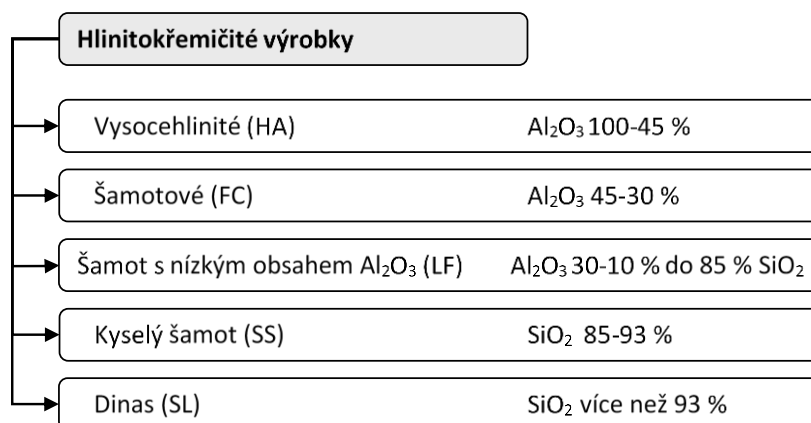 Hlinitokřemičité výrobky
Vysocehlinité (HA) Al₂O₃ 100-45 %
Šamotové (FC) Al₂O₃ 45-30 %
Šamot s nízkým obsahem Al₂O₃ (LF) Al₂O₃ 30-10 % do 85 % SiO₂
Kyselý šamot (SS) SiO₂ 85-93 %
Dinas (SL) SiO₂ více než 93 %